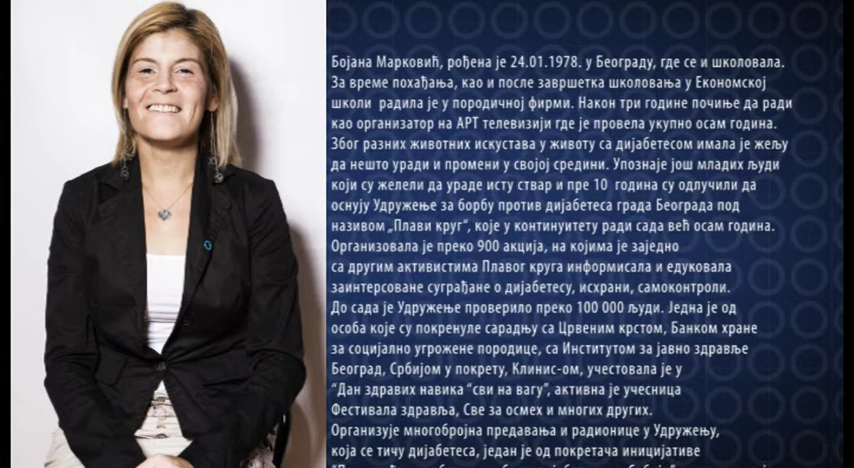 Бојана Марковић, рођена је 24.01.1978. у Београду, где се и школовала.
За време похађања, као и после завршетка школовања у Економској
школи радила је у породичној фирми. Након три године почиње да ради
као организатор на АРТ телевизији где је провела укупно осам година.
Због разних животних искустава у животу са дијабетесом имала је жељу
да нешто уради и промени у својој средини. Упознаје још младих људи
који су желели да ураде исту ствар и пре 10 година су одлучили да
оснују Удружење за борбу против дијабетеса града Београда под
називом „Плави круг“, које у континуитету ради сада већ осам година.
Организовала је преко 900 акција, на којима је заједно
са другим активистима Плавог круга информисала и едуковала
заинтерсоване суграђане о дијабетесу, исхрани, самоконтроли.
До сада је Удружење проверило преко 100 000 људи. Једна је од
особа које су покренуле сарадњу са Црвеним крстом, Банком хране
за социјално угрожене породице, са Институтом за јавно здравље
Београд, Србијом у покрету, Клинис-ом, учествовала је у
“Дан здравих навика “сви на вагу”, активна је учесница
Фестивала здравља, Све за осмех и многих других.
Организује многобројна предавања и радионице у Удружењу,
која се тичу дијабетеса, један је од покретача иницијативе